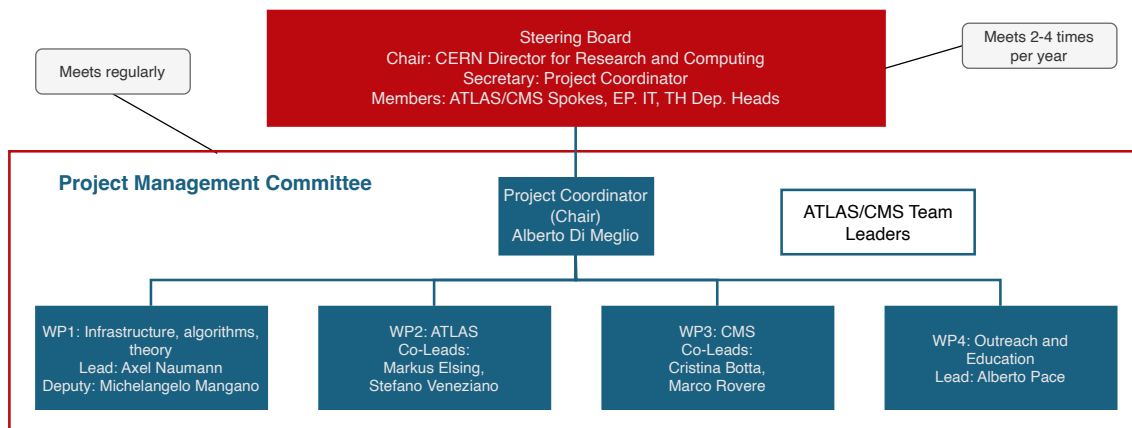 Steering Board
Chair: CERN Director for Research and Computing
Secretary: Project Coordinator
Members: ATLAS/CMS Spokes, EP. IT, TH Dep. Heads
Meets 2-4 times
per year
Meets regularly
Project Management Committee
Project Coordinator
(Chair)
Alberto Di Meglio
ATLAS/CMS Team
Leaders
WP1: Infrastructure, algorithms,
theory
Lead: Axel Naumann
Deputy: Michelangelo Mangano
WP2: ATLAS
Co-Leads:
Markus Elsing,
Stefano Veneziano
WP3: CMS
Co-Leads:
Cristina Botta,
Marco Rovere
WP4: Outreach and
Education
Lead: Alberto Pace